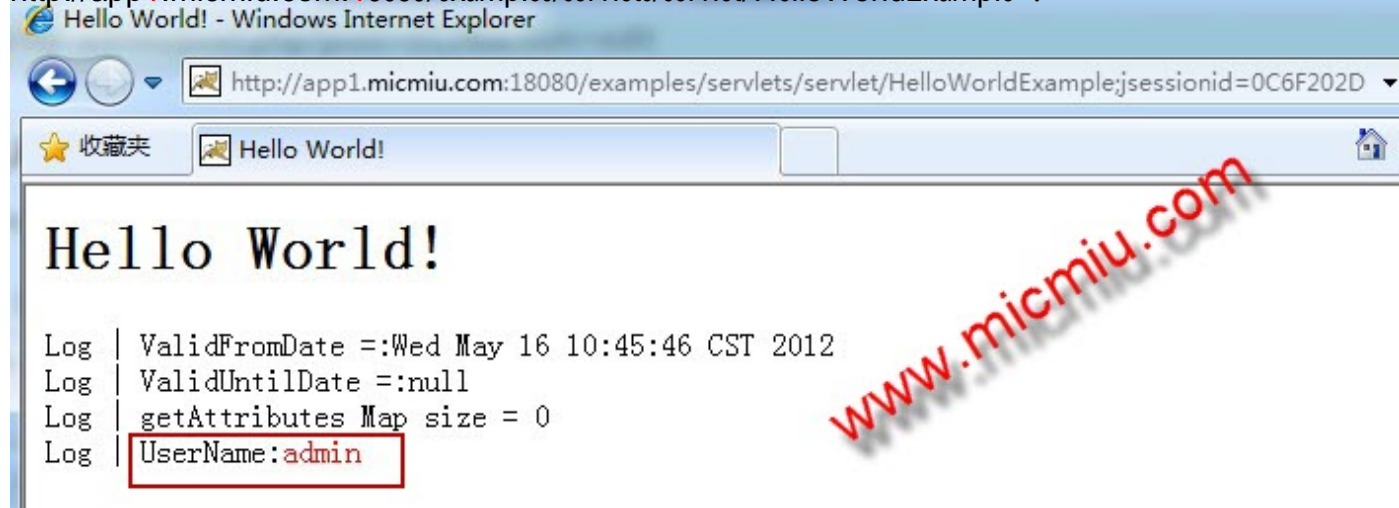 Hello World! - Windows Internet Explorer
http://app1.micmiu.com:18080/examples/servlets/servlet/HelloWorldExample;jsessionid=0C6F202D
收藏夹
Hello World!
Hello World!
Log | ValidFromDate =:Wed May 16 10:45:46 CST 2012
Log | ValidUntilDate =:null
Log | getAttributes Map size = 0
Log | UserName:admin
www.micmiu.com